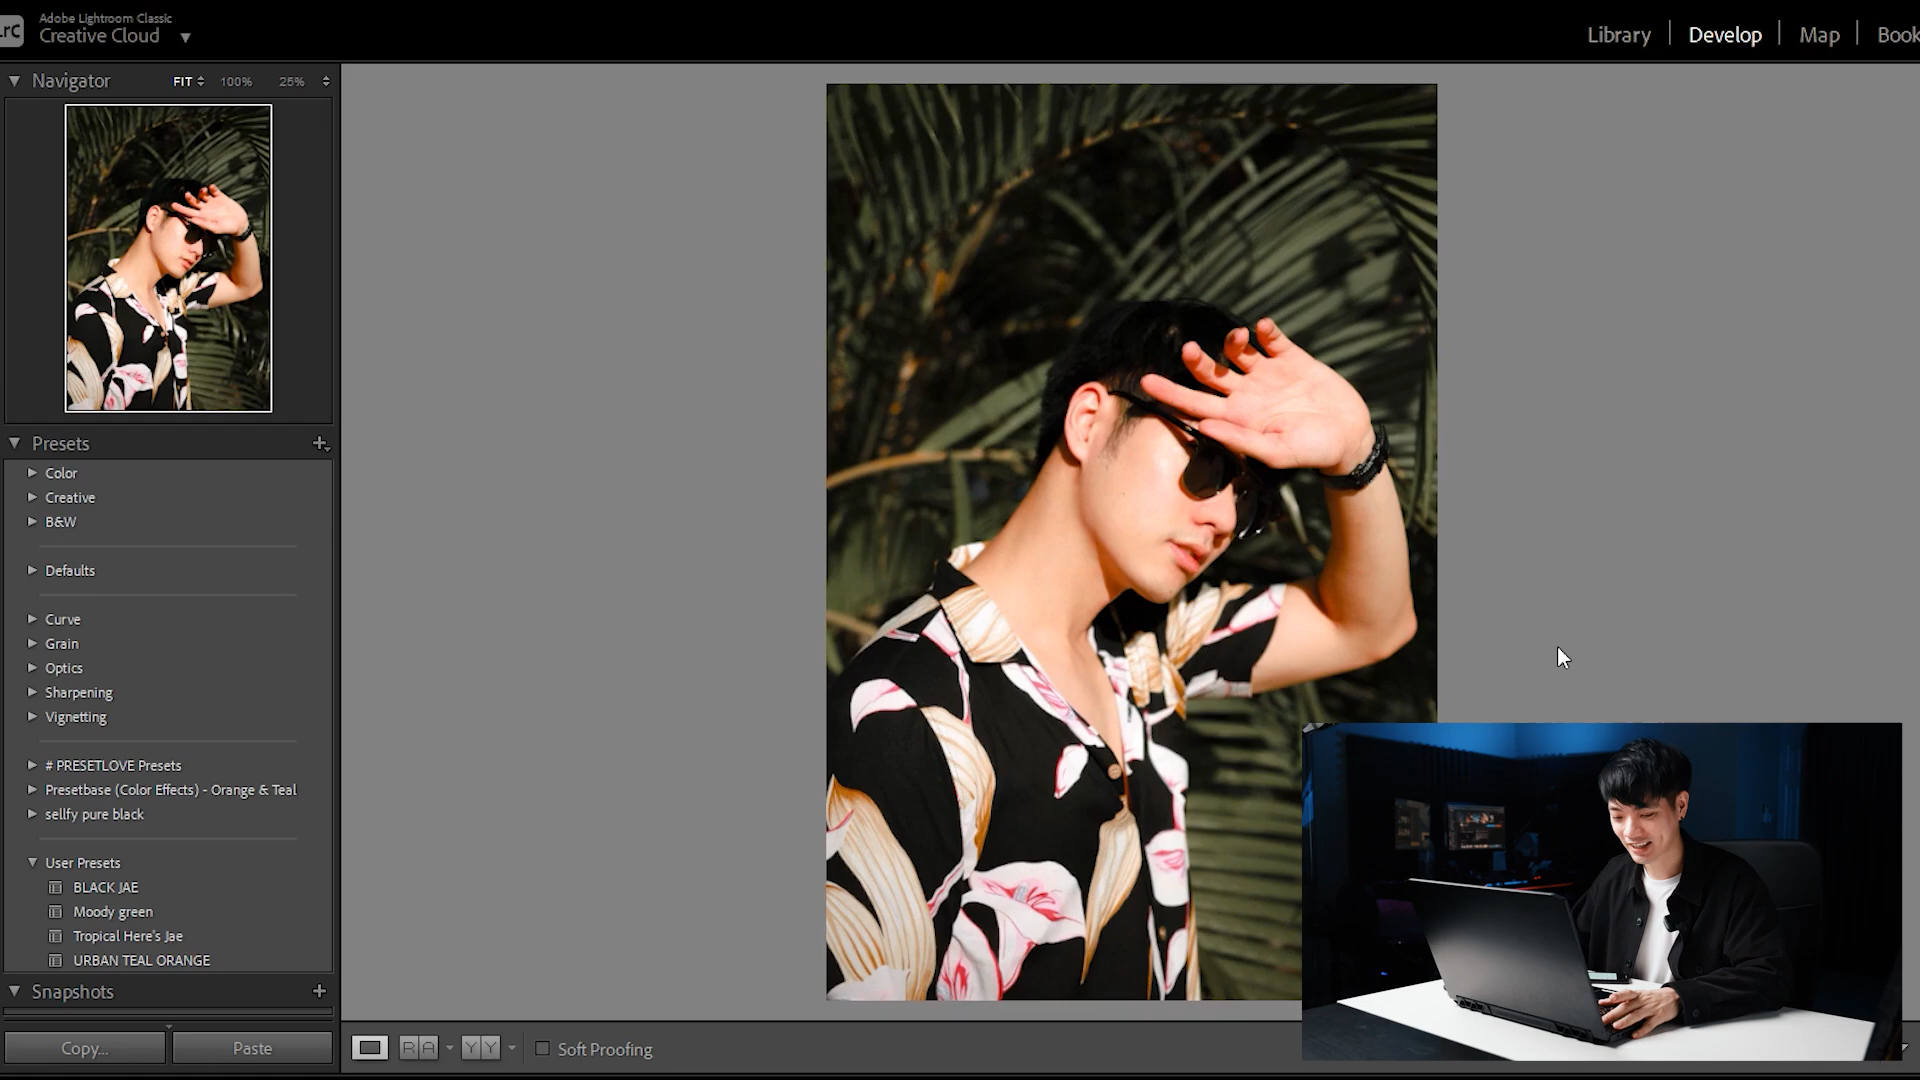 LrC
Adobe Lightroom Classic
Creative Cloud
Library
Develop
Map
Book
Navigator
FIT
100%
25%
Presets
Color
Creative
B&W
Defaults
Curve
Grain
Optics
Sharpening
Vignetting
# PRESETLOVE Presets
Presetbase (Color Effects) - Orange & Teal
sellfy pure black
User Presets
BLACK JAE
Moody green
Tropical Here's Jae
URBAN TEAL ORANGE
Snapshots
Copy...
Paste
R A
Y Y
Soft Proofing